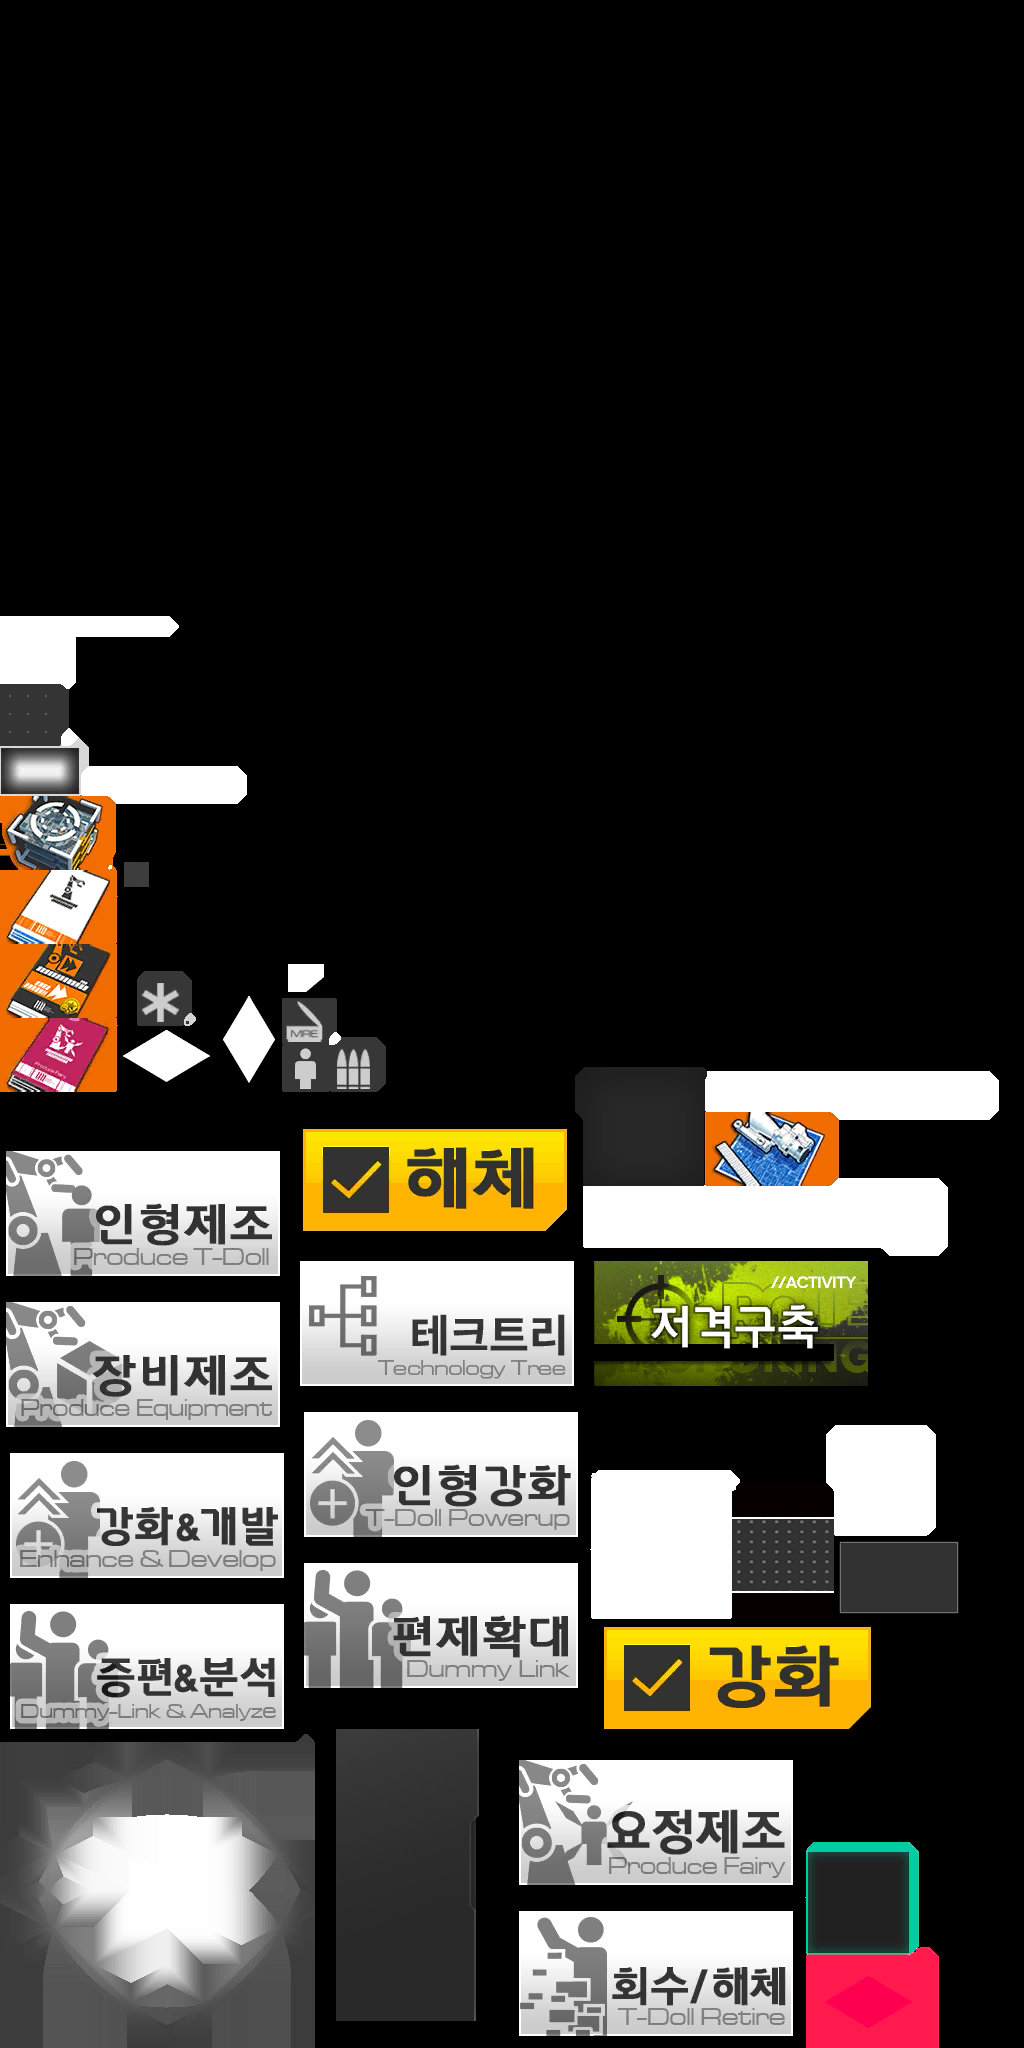 MRE
해체
인형제조
Produce T-Doll
테크트리
Technology Tree
//ACTIVITY
저격구축
장비제조
Produce Equipment
인형강화
T-Doll Powerup
강화&개발
Enhance & Develop
편제확대
Dummy Link
증편&분석
Dummy-Link & Analyze
강화
요정제조
Produce Fairy
회수/해체
T-Doll Retire